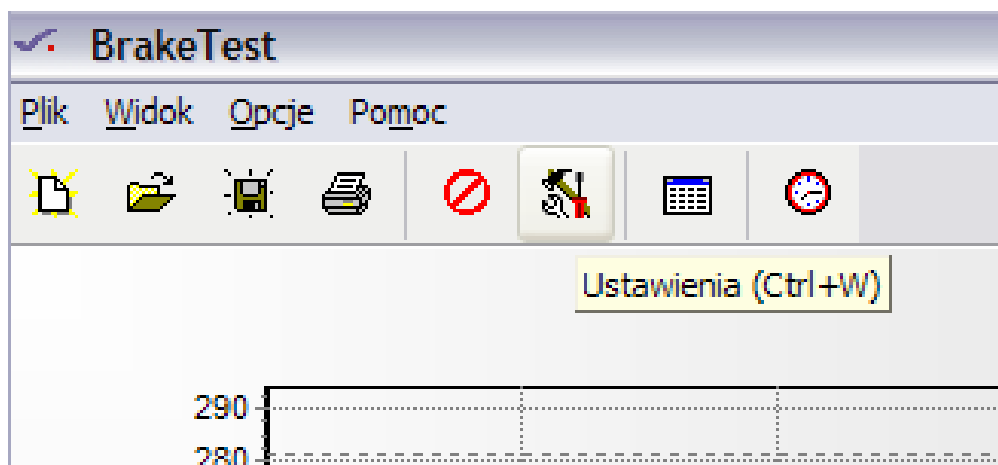 BrakeTest
Plik Widok Opcje Pomoc
Ustawienia (Ctrl+W)
290
280